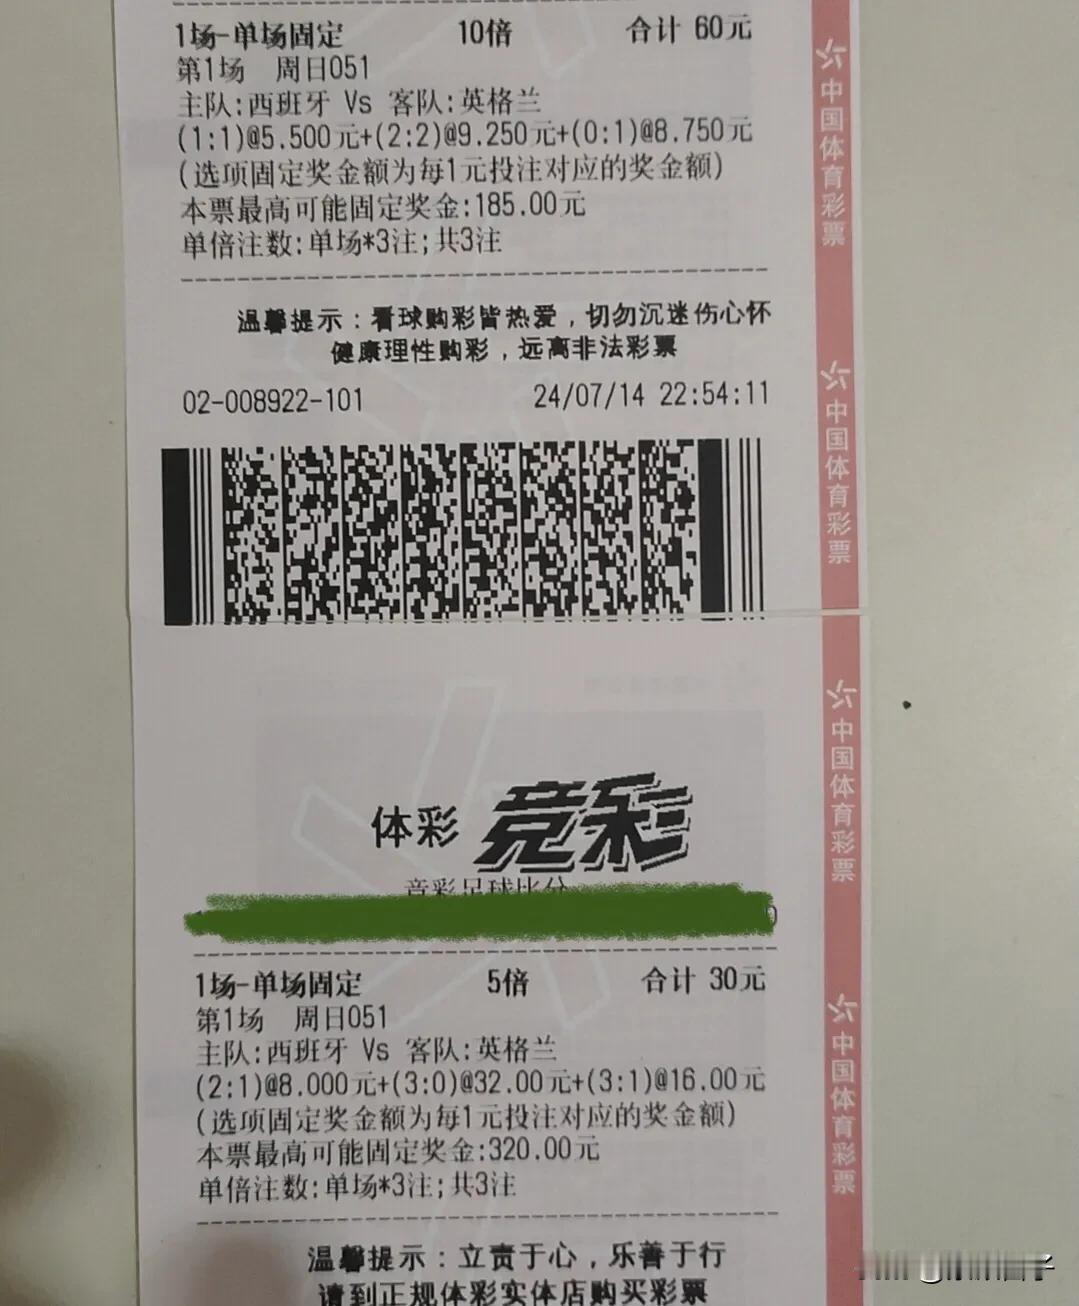 1场-单场固定 10倍 合计 60元
第1场 周日051
主队:西班牙 Vs 客队:英格兰
(1:1)@5.500元+(2:2)@9.250元+(0:1)@8.750元
(选项固定奖金额为每1元投注对应的奖金额)
本票最高可能固定奖金:185.00元
单倍注数:单场*3注;共3注
温馨提示:看球购彩皆热爱,切勿沉迷伤心怀
健康理性购彩,远离非法彩票
02-008922-101 24/07/14 22:54:11
体彩 竞彩
竞彩足球比分
1场-单场固定 5倍 合计 30元
第1场 周日051
主队:西班牙 Vs 客队:英格兰
(2:1)@8.000元+(3:0)@32.00元+(3:1)@16.00元
(选项固定奖金额为每1元投注对应的奖金额)
本票最高可能固定奖金:320.00元
单倍注数:单场*3注;共3注
温馨提示:立责于心,乐善于行
请到正规体彩实体店购买彩票
中国体育彩票
中国体育彩票
中国体育彩票
中国体育彩票